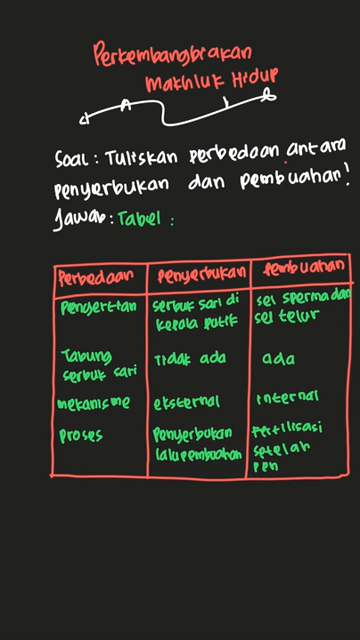 Perkembangbiakan
Makhluk Hidup
Soal : Tuliskan perbedaan antara
penyerbukan dan pembuahan!
Jawab : Tabel :
Perbedaan Penyerbukan Pembuahan
Pengertian serbuk sari di kepala putik sel sperma dan sel telur
Tabung serbuk sari Tidak ada ada
mekanisme eksternal internal
Proses Penyerbukan lalu pembuahan Fertilisasi setelah pen